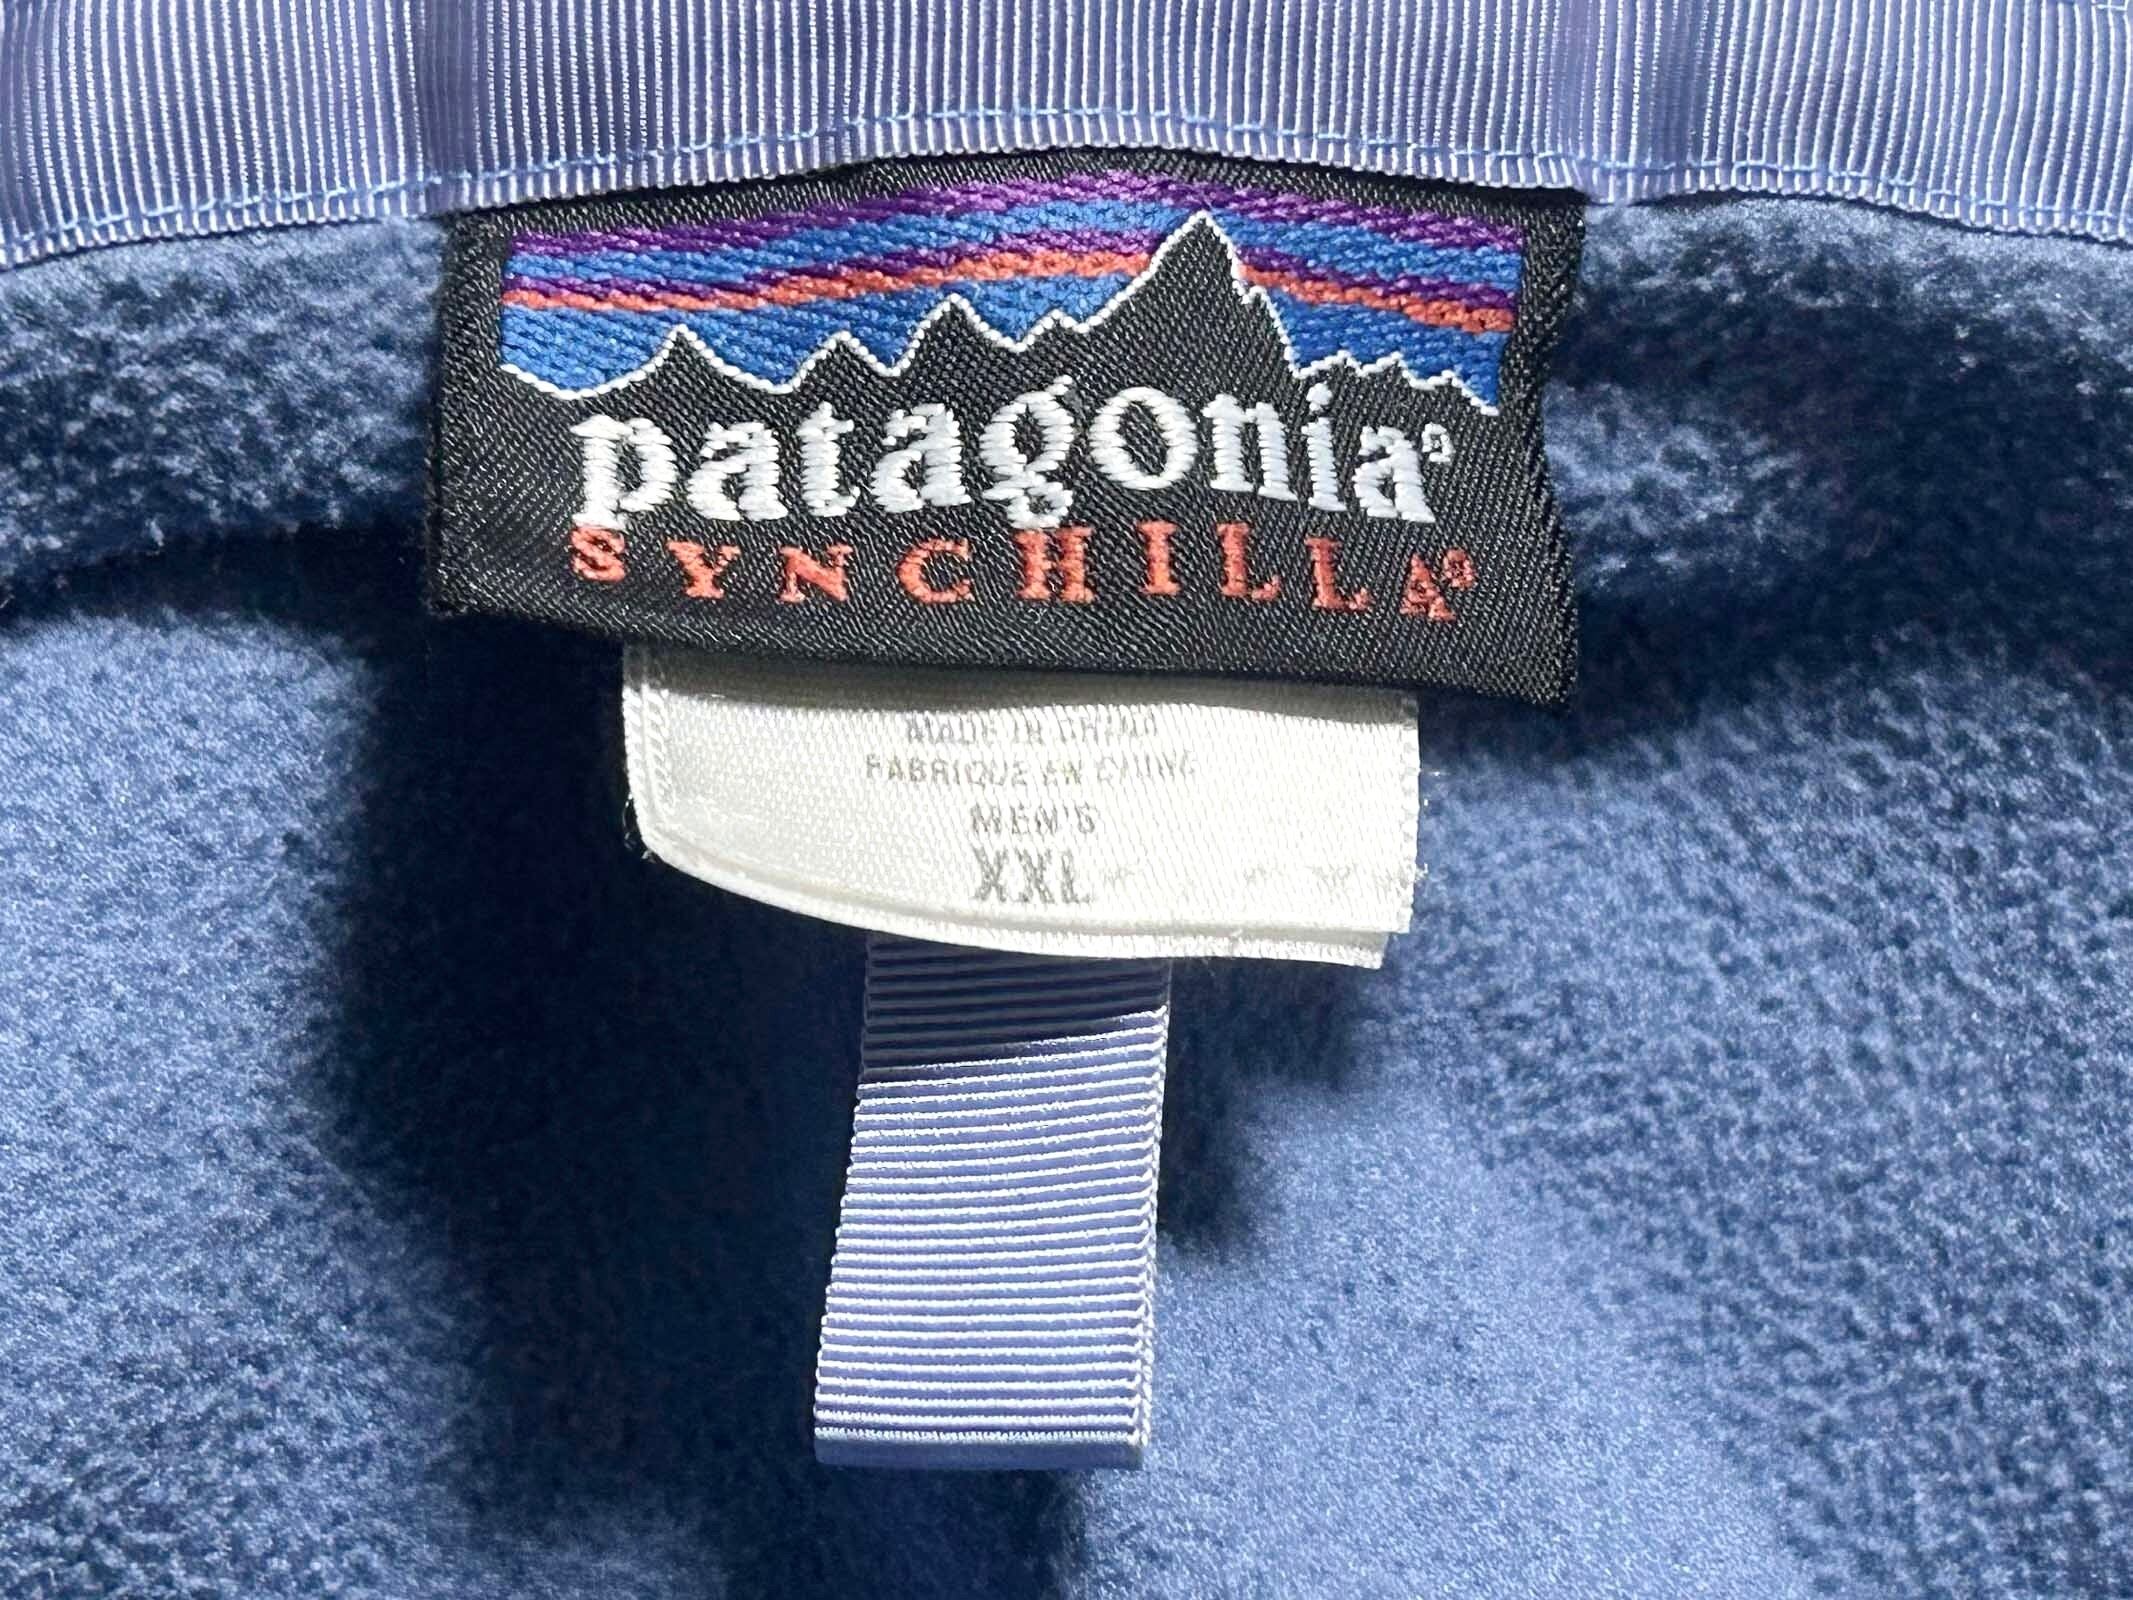 patagonia®
SYNCHILLA®
MADE IN CHINA
FABRIQUE EN CHINE
MEN'S
XXL